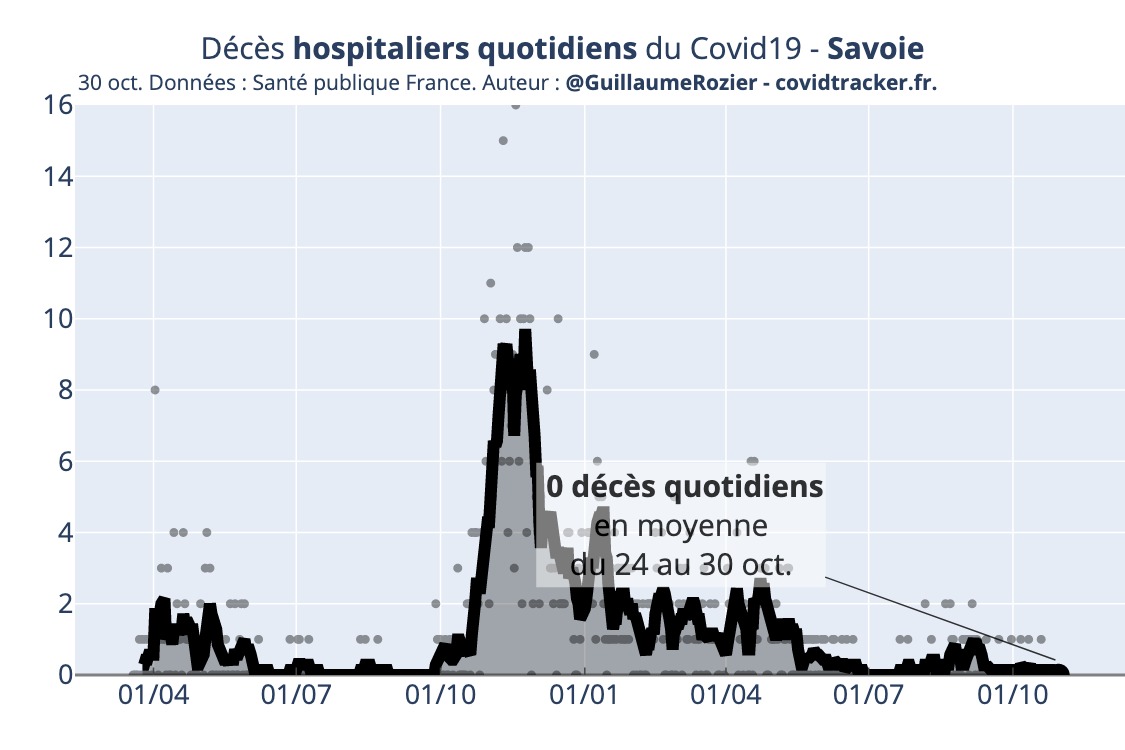 Décès hospitaliers quotidiens du Covid19 - Savoie
30 oct. Données : Santé publique France. Auteur : @GuillaumeRozier - covidtracker.fr.
16
14
12
10
8
6
4
2
0
0 décès quotidiens
en moyenne
du 24 au 30 oct.
01/04 01/07 01/10 01/01 01/04 01/07 01/10